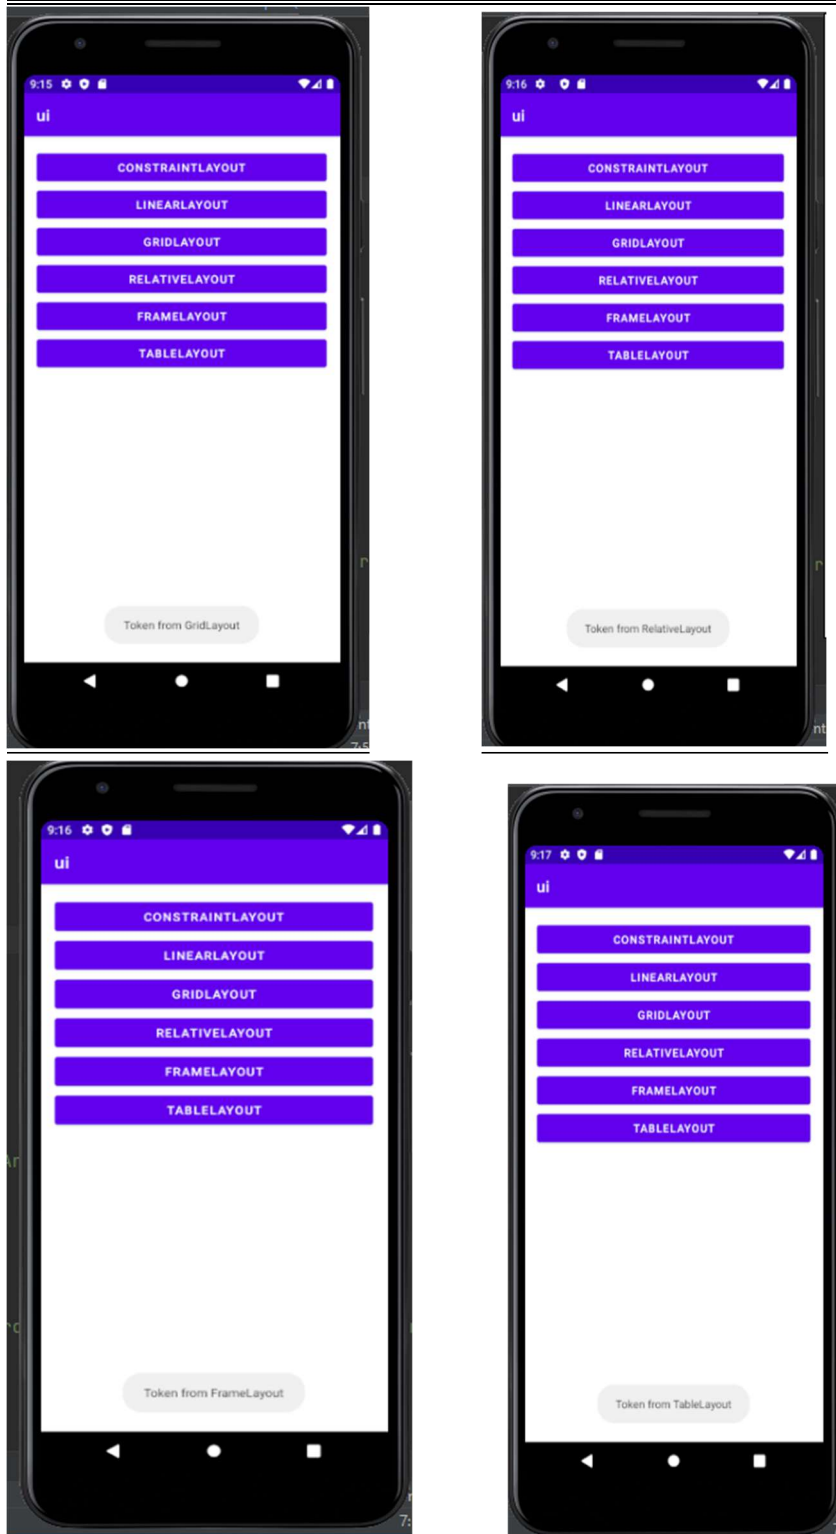 9:15
ui
CONSTRAINTLAYOUT
LINEARLAYOUT
GRIDLAYOUT
RELATIVELAYOUT
FRAMELAYOUT
TABLELAYOUT
Token from GridLayout
9:16
ui
CONSTRAINTLAYOUT
LINEARLAYOUT
GRIDLAYOUT
RELATIVELAYOUT
FRAMELAYOUT
TABLELAYOUT
Token from RelativeLayout
9:16
ui
CONSTRAINTLAYOUT
LINEARLAYOUT
GRIDLAYOUT
RELATIVELAYOUT
FRAMELAYOUT
TABLELAYOUT
Token from FrameLayout
9:17
ui
CONSTRAINTLAYOUT
LINEARLAYOUT
GRIDLAYOUT
RELATIVELAYOUT
FRAMELAYOUT
TABLELAYOUT
Token from TableLayout